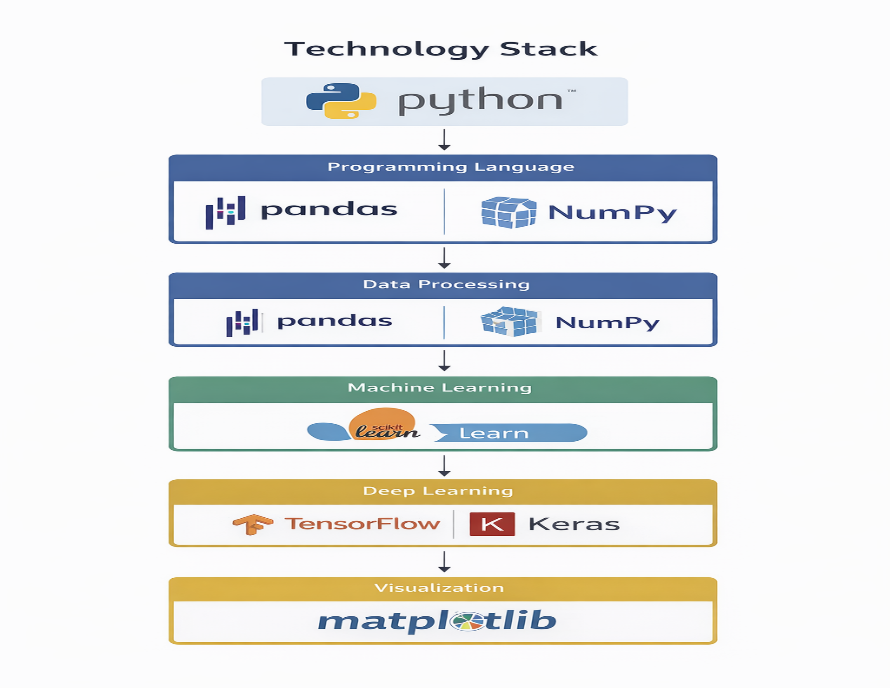 Technology Stack
python™
Programming Language
pandas NumPy
Data Processing
pandas NumPy
Machine Learning
scikit
learn Learn
Deep Learning
TensorFlow K Keras
Visualization
matplotlib